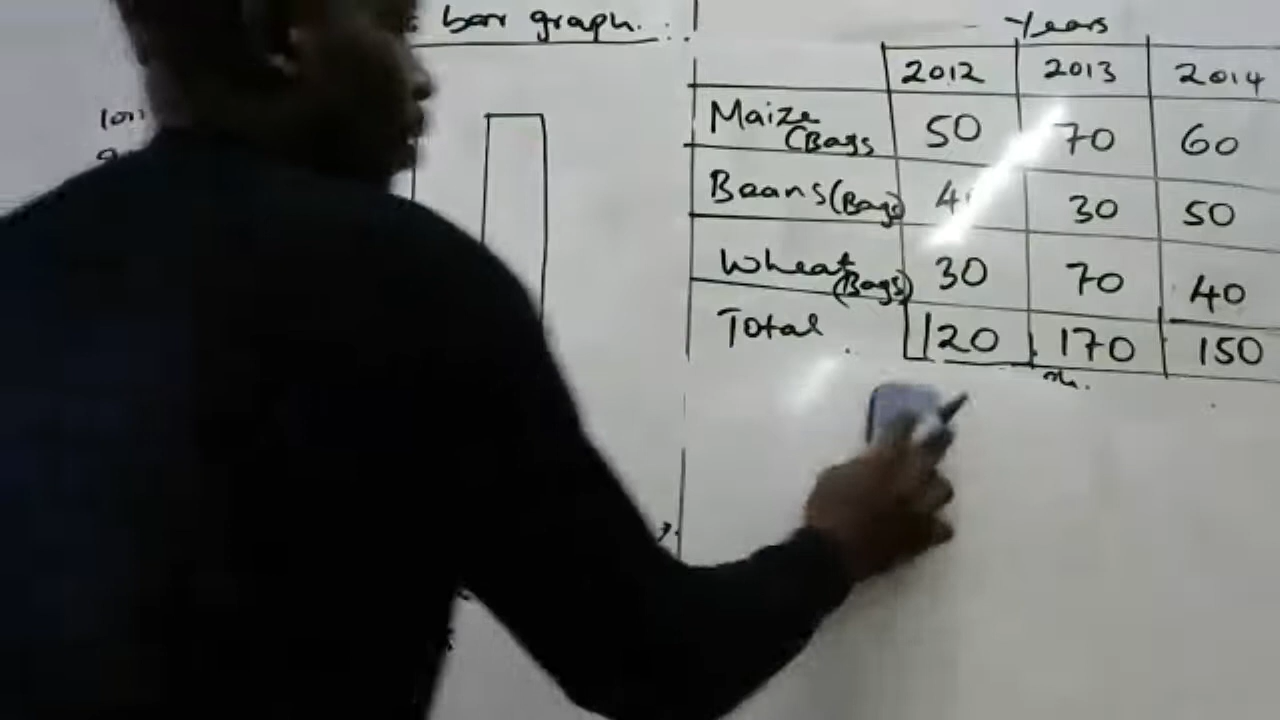 bar graph.
Years
2012 2013 2014
Maize (Bags 50 70 60
Beans (Bags) 30 50
Wheat (Bags) 30 70 40
Total 120 170 150